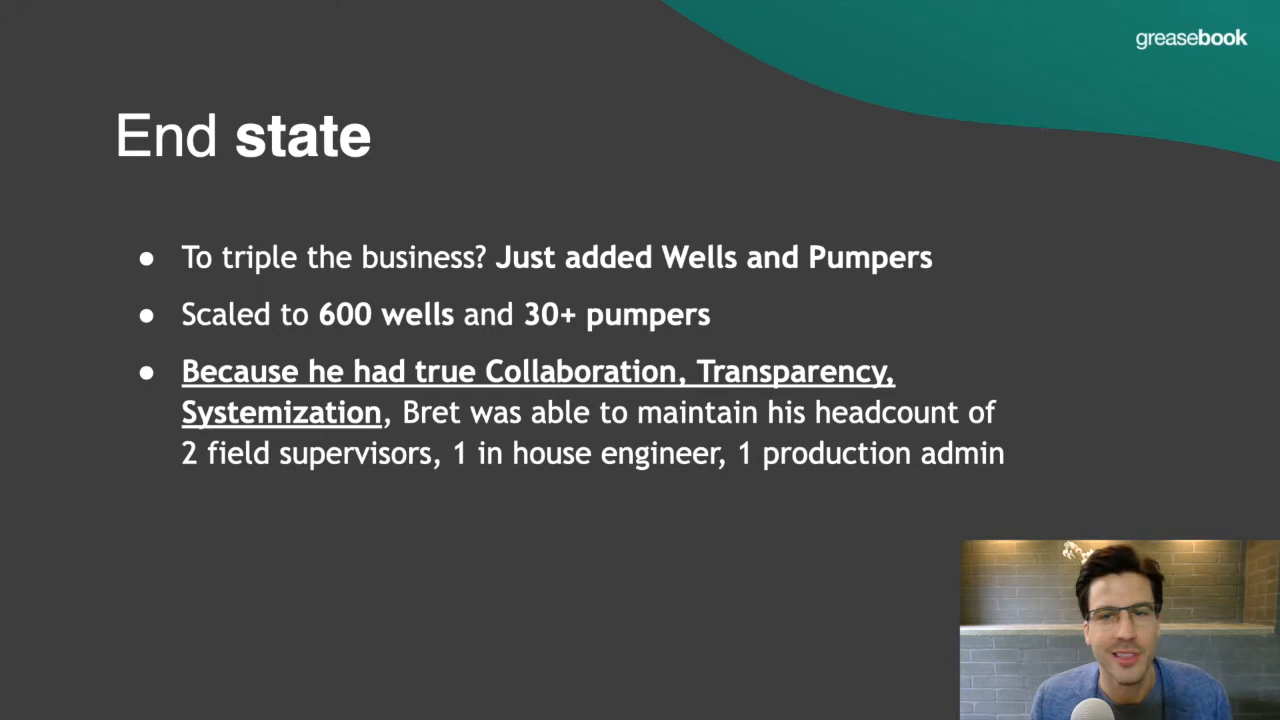 greasebook
End state
● To triple the business? Just added Wells and Pumpers
● Scaled to 600 wells and 30+ pumpers
● Because he had true Collaboration, Transparency,
Systemization, Bret was able to maintain his headcount of
2 field supervisors, 1 in house engineer, 1 production admin